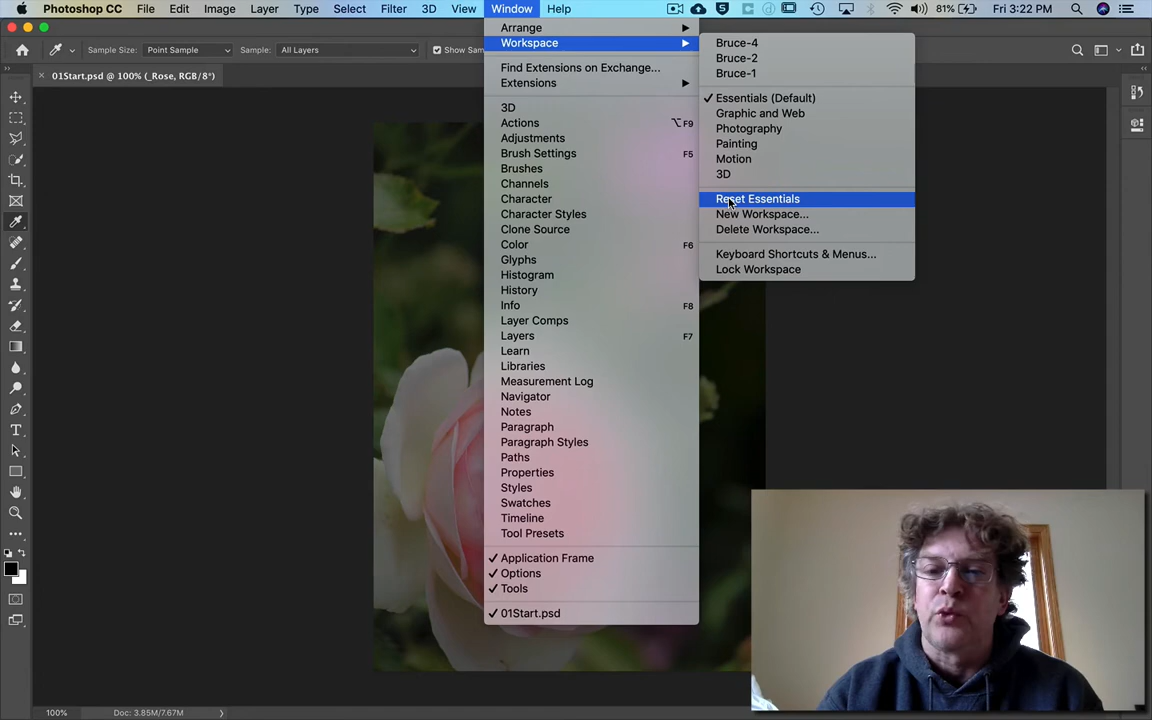 Photoshop CC File Edit Image Layer Type Select Filter 3D View Window Help 81% Fri 3:22 PM
Sample Size: Point Sample Sample: All Layers Show Sam
× 01Start.psd @ 100% (_Rose, RGB/8*)
Arrange
Workspace
Find Extensions on Exchange...
Extensions
3D
Actions ⌥F9
Adjustments
Brush Settings F5
Brushes
Channels
Character
Character Styles
Clone Source
Color F6
Glyphs
Histogram
History
Info F8
Layer Comps
Layers F7
Learn
Libraries
Measurement Log
Navigator
Notes
Paragraph
Paragraph Styles
Paths
Properties
Styles
Swatches
Timeline
Tool Presets
✓ Application Frame
✓ Options
✓ Tools
✓ 01Start.psd
Bruce-4
Bruce-2
Bruce-1
✓ Essentials (Default)
Graphic and Web
Photography
Painting
Motion
3D
Reset Essentials
New Workspace...
Delete Workspace...
Keyboard Shortcuts & Menus...
Lock Workspace
100% Doc: 3.85M/7.67M